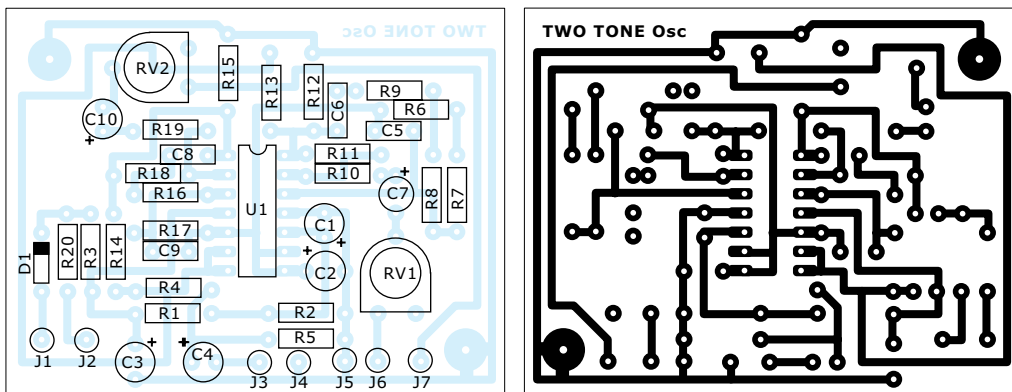 TWO TONE Osc
TWO TONE Osc
RV2
R15
R13
R12
C6
R9
R6
C5
C10
R19
C8
R18
R16
R11
R10
C7
R8
R7
U1
C1
R17
C9
C2
RV1
D1
R20
R3
R14
R4
R1
R2
R5
J1
J2
C3
C4
J3
J4
J5
J6
J7